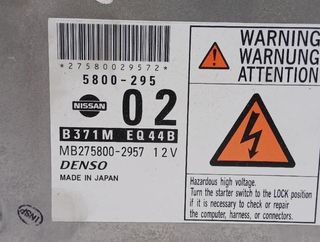 *27580029572*
5800-295
NISSAN
02
B371M EQ44B
MB275800-2957 12V
DENSO
MADE IN JAPAN
WARNING
WARNUNG
ATTENTION
Hazardous high voltage.
Turn the starter switch to the LOCK position
if it is necessary to check or repair
the computer, harness, or connectors.
INSP